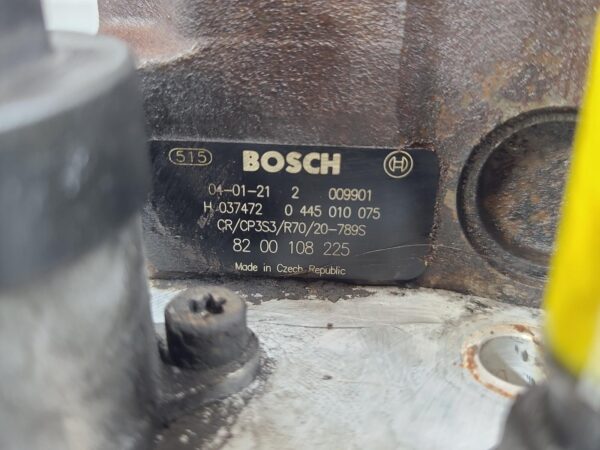 515 BOSCH H
04-01-21 2 009901
H 037472 0 445 010 075
CR/CP3S3/R70/20-789S
82 00 108 225
Made in Czech Republic